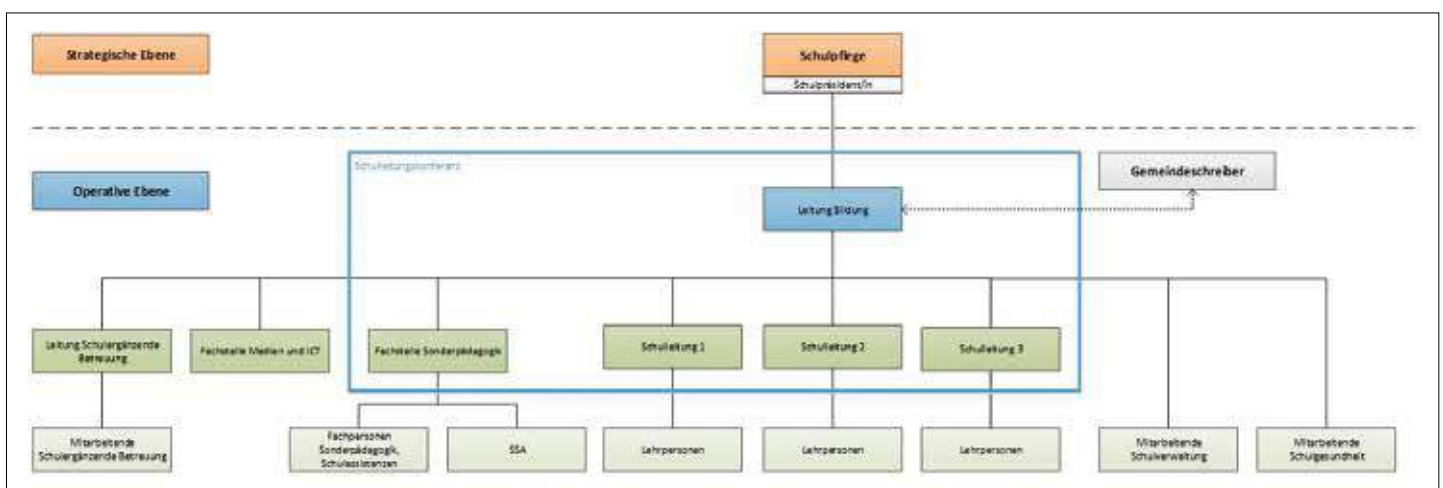 Strategische Ebene
Schulpflege
Schulpräsident/in
Schulleitungskonferenz
Gemeindeschreiber
Operative Ebene
Leitung Bildung
Leitung Schulergänzende
Betreuung
Fachstelle Medien und ICT
Fachstelle Sonderpädagogik
Schulleitung 1
Schulleitung 2
Schulleitung 3
Mitarbeitende
Schulergänzende Betreuung
Fachpersonen
Sonderpädagogik,
Schulassistenzen
SSA
Lehrpersonen
Lehrpersonen
Lehrpersonen
Mitarbeitende
Schulverwaltung
Mitarbeitende
Schulgesundheit